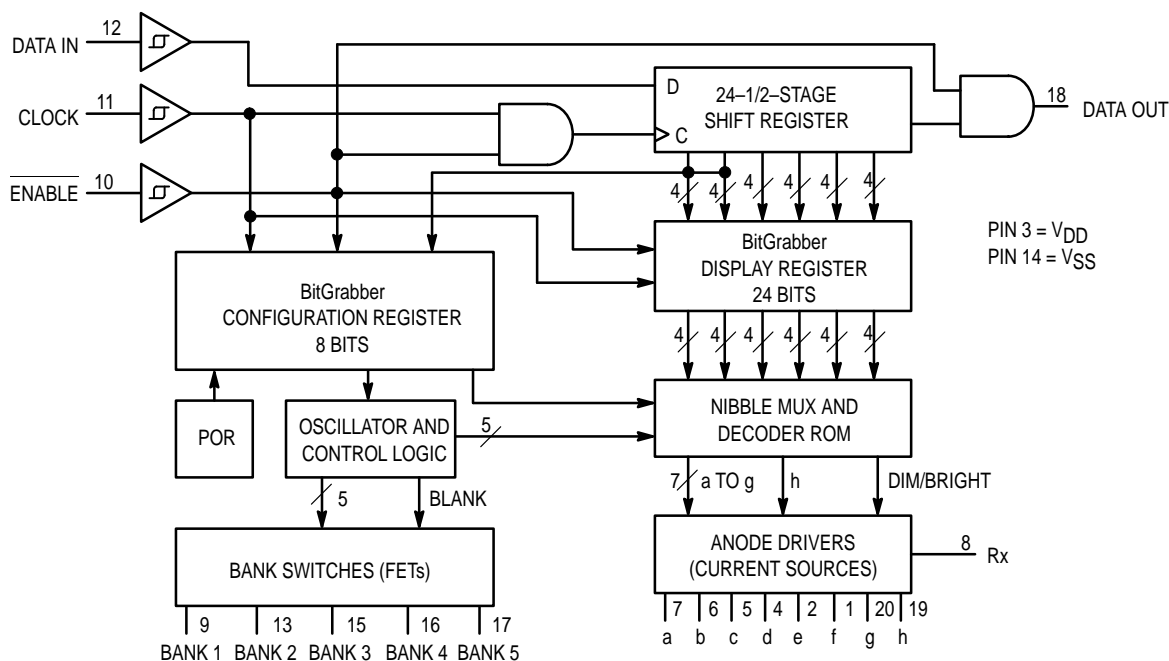 DATA IN
12
CLOCK
11
ENABLE
10
D
24–1/2–STAGE
SHIFT REGISTER
C
18
DATA OUT
4
4
4
4
4
4
BitGrabber
DISPLAY REGISTER
24 BITS
PIN 3 = VDD
PIN 14 = VSS
BitGrabber
CONFIGURATION REGISTER
8 BITS
4
4
4
4
4
4
POR
OSCILLATOR AND
CONTROL LOGIC
5
NIBBLE MUX AND
DECODER ROM
5
BLANK
7
a TO g
h
DIM/BRIGHT
BANK SWITCHES (FETs)
ANODE DRIVERS
(CURRENT SOURCES)
8
Rx
9
13
15
16
17
BANK 1
BANK 2
BANK 3
BANK 4
BANK 5
7
6
5
4
2
1
20
19
a
b
c
d
e
f
g
h